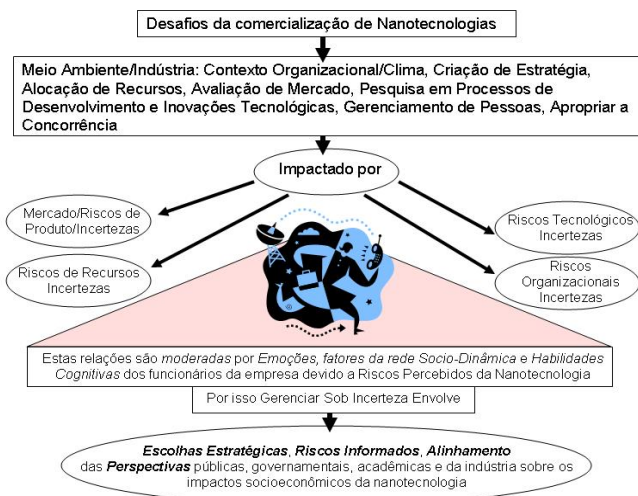 Desafios da comercialização de Nanotecnologias
Meio Ambiente/Indústria: Contexto Organizacional/Clima, Criação de Estratégia,
Alocação de Recursos, Avaliação de Mercado, Pesquisa em Processos de
Desenvolvimento e Inovações Tecnológicas, Gerenciamento de Pessoas, Apropriar a
Concorrência
Impactado por
Mercado/Riscos de
Produto/Incertezas
Riscos Tecnológicos
Incertezas
Riscos de Recursos
Incertezas
Riscos
Organizacionais
Incertezas
Estas relações são moderadas por Emoções, fatores da rede Socio-Dinâmica e Habilidades
Cognitivas dos funcionários da empresa devido a Riscos Percebidos da Nanotecnologia
Por isso Gerenciar Sob Incerteza Envolve
Escolhas Estratégicas, Riscos Informados, Alinhamento
das Perspectivas públicas, governamentais, acadêmicas e da indústria sobre os
impactos socioeconômicos da nanotecnologia